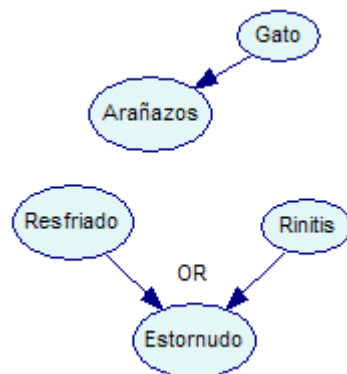 Gato
Arañazos
Resfriado
Rinitis
OR
Estornudo